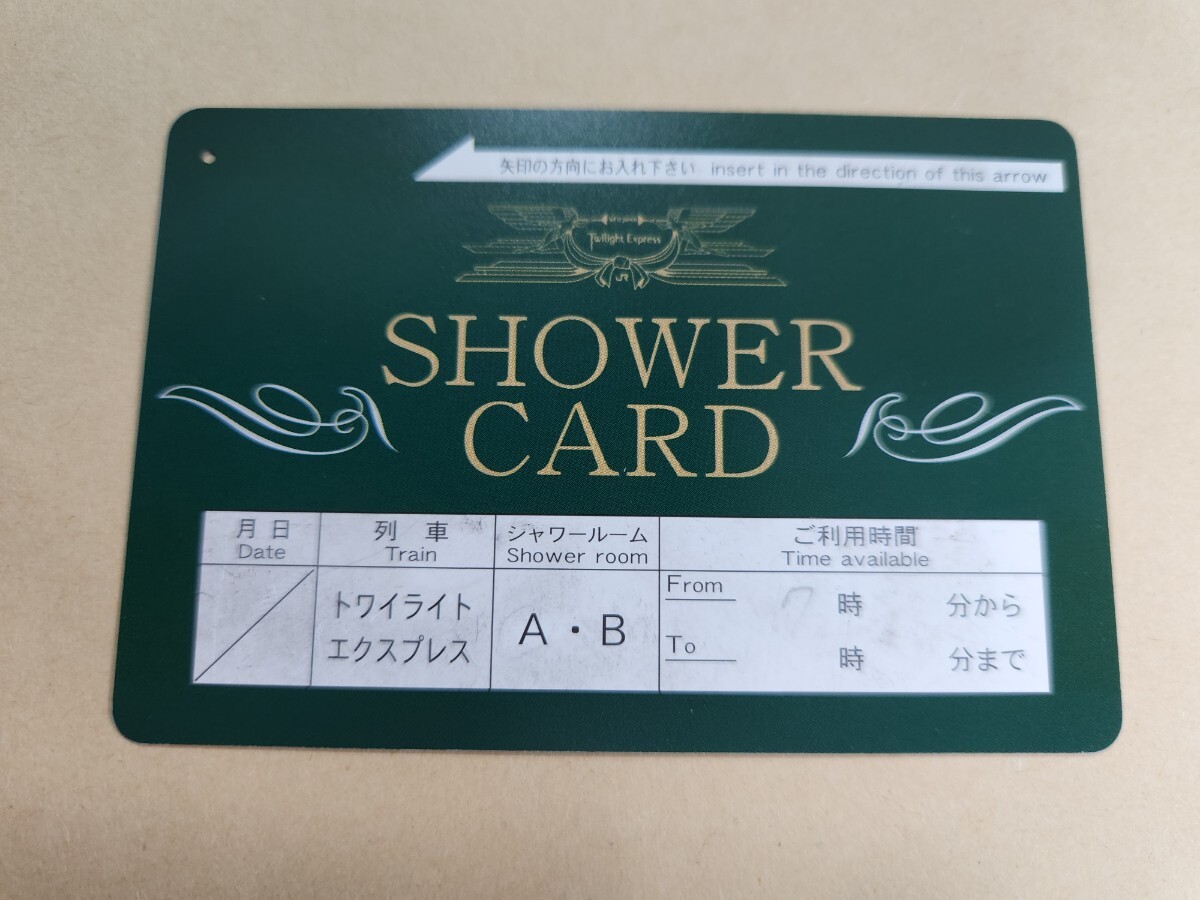 矢印の方向にお入れ下さい insert in the direction of this arrow
Twilight Express
JR
SHOWER
CARD
月日 列車 シャワールーム ご利用時間
Date Train Shower room Time available
From
トワイライト 7 時 分から
A・B
エクスプレス To
時 分まで